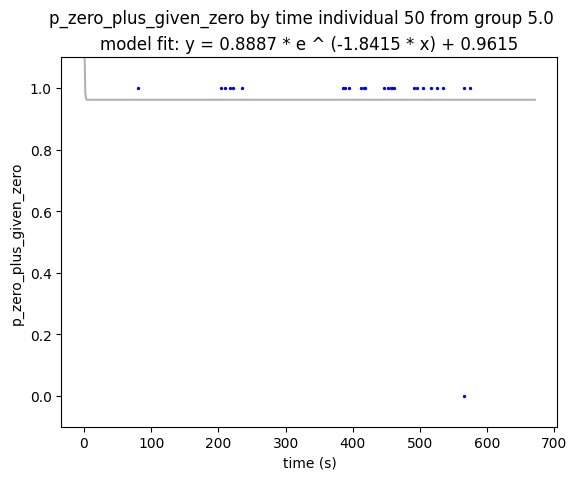 p_zero_plus_given_zero by time individual 50 from group 5.0
model fit: y = 0.8887 * e ^ (-1.8415 * x) + 0.9615
p_zero_plus_given_zero
1.0
0.8
0.6
0.4
0.2
0.0
0 100 200 300 400 500 600 700
time (s)